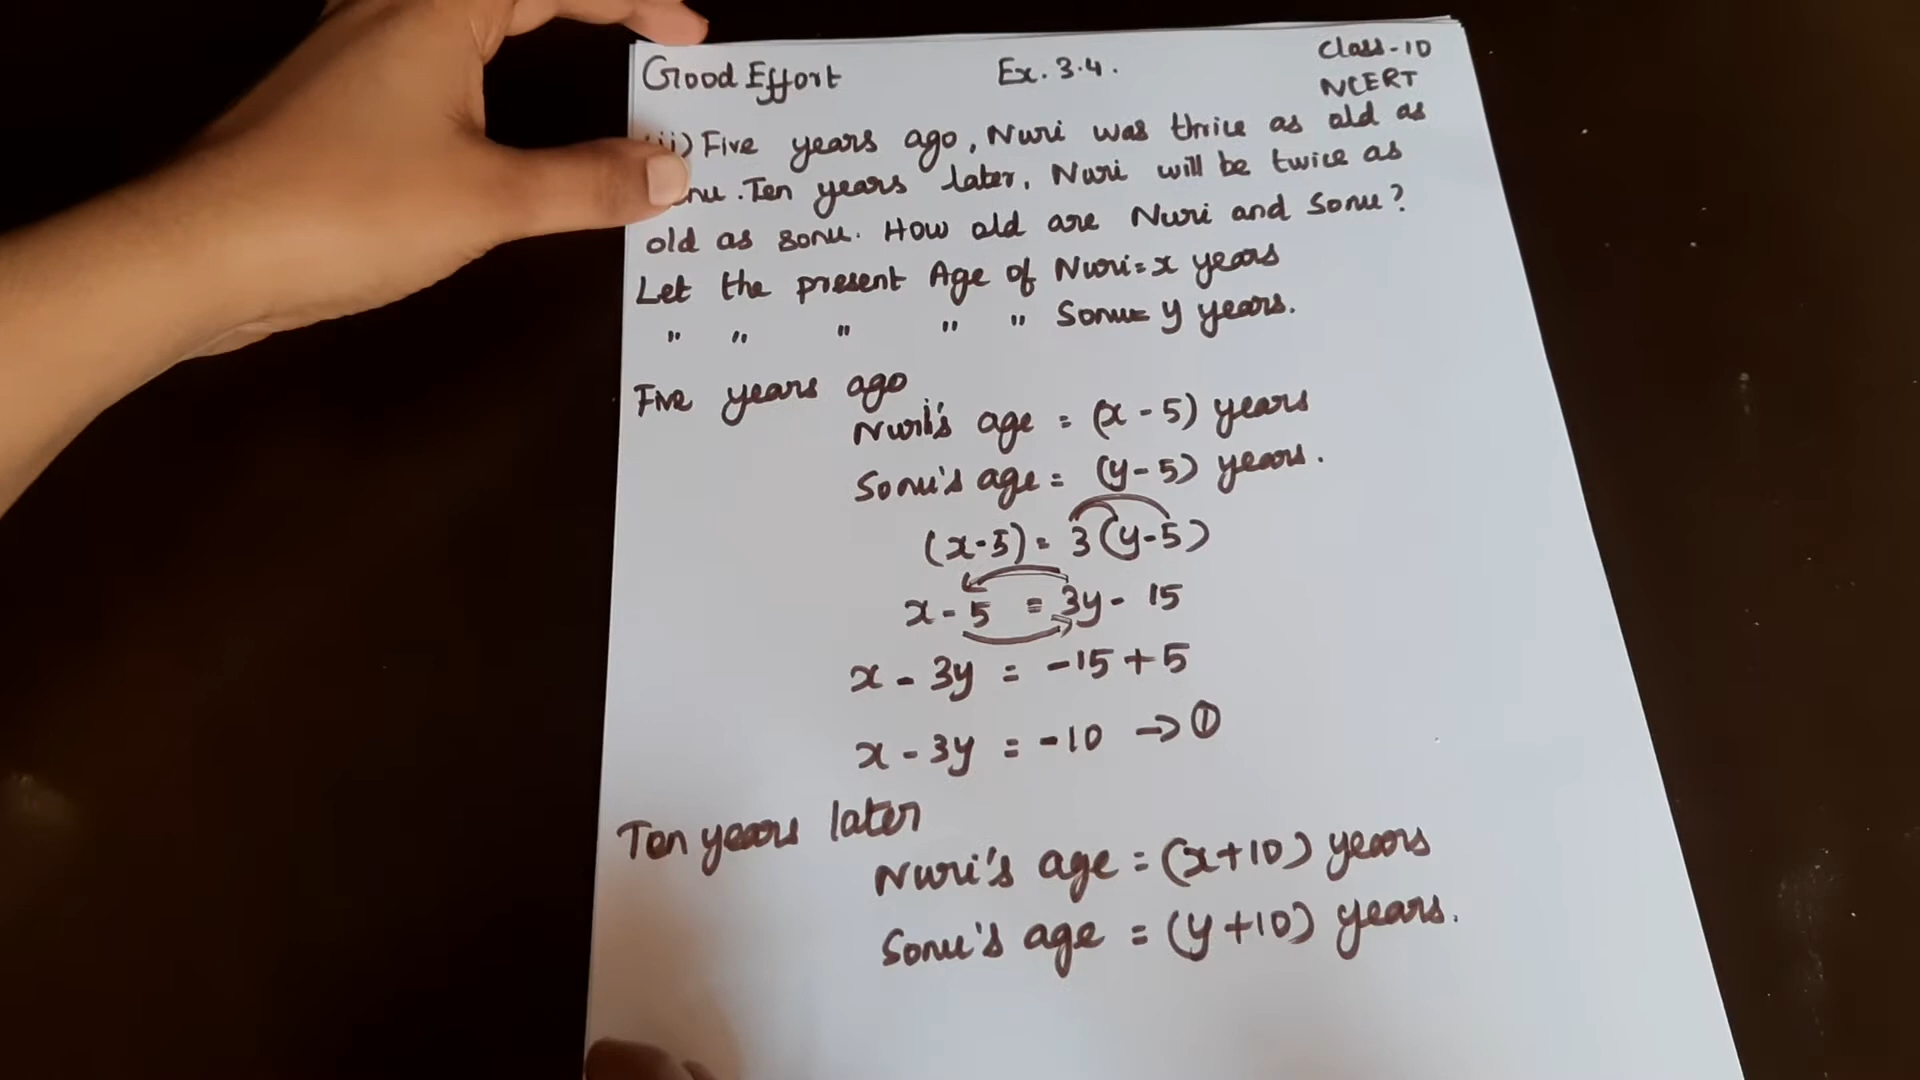 Good Effort Ex. 3.4. Class-10
NCERT
ii) Five years ago, Nuri was thrice as old as
nu. Ten years later, Nuri will be twice as
old as sonu. How old are Nuri and Sonu?
Let the present Age of Nuri = x years
" " " " " Sonu = y years.
Five years ago
Nuri's age = (x - 5) years
Sonu's age = (y - 5) years.
(x-5) = 3(y-5)
x - 5 = 3y - 15
x - 3y = -15 + 5
x - 3y = -10 → ①
Ten years later
Nuri's age = (x+10) years
Sonu's age = (y+10) years.